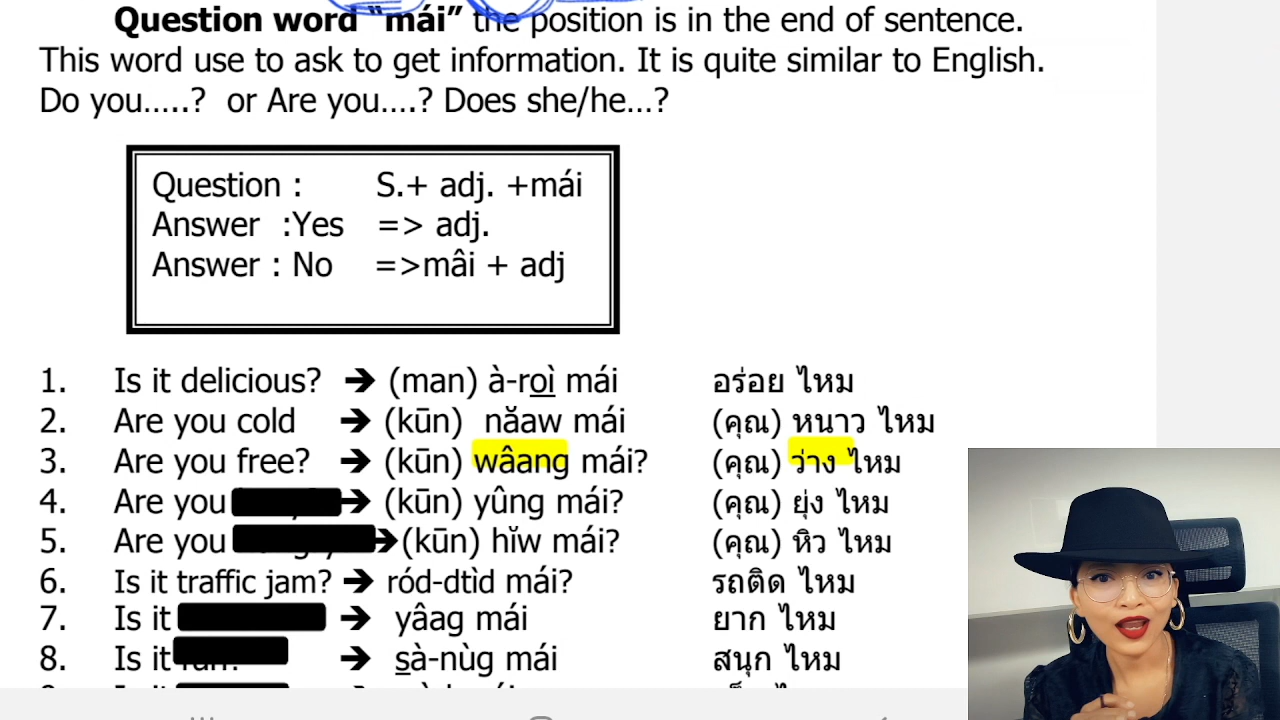 Question word "mái" the position is in the end of sentence.
This word use to ask to get information. It is quite similar to English.
Do you.....? or Are you....? Does she/he...?
Question : S.+ adj. +mái
Answer :Yes => adj.
Answer : No =>mâi + adj
1. Is it delicious? ➔ (man) à-roì mái อร่อย ไหม
2. Are you cold ➔ (kūn) năaw mái (คุณ) หนาว ไหม
3. Are you free? ➔ (kūn) wâang mái? (คุณ) ว่าง ไหม
4. Are you ➔ (kūn) yûng mái? (คุณ) ยุ่ง ไหม
5. Are you ➔ (kūn) hĭw mái? (คุณ) หิว ไหม
6. Is it traffic jam? ➔ ród-dtìd mái? รถติด ไหม
7. Is it ➔ yâag mái ยาก ไหม
8. Is it ➔ sà-nùg mái สนุก ไหม